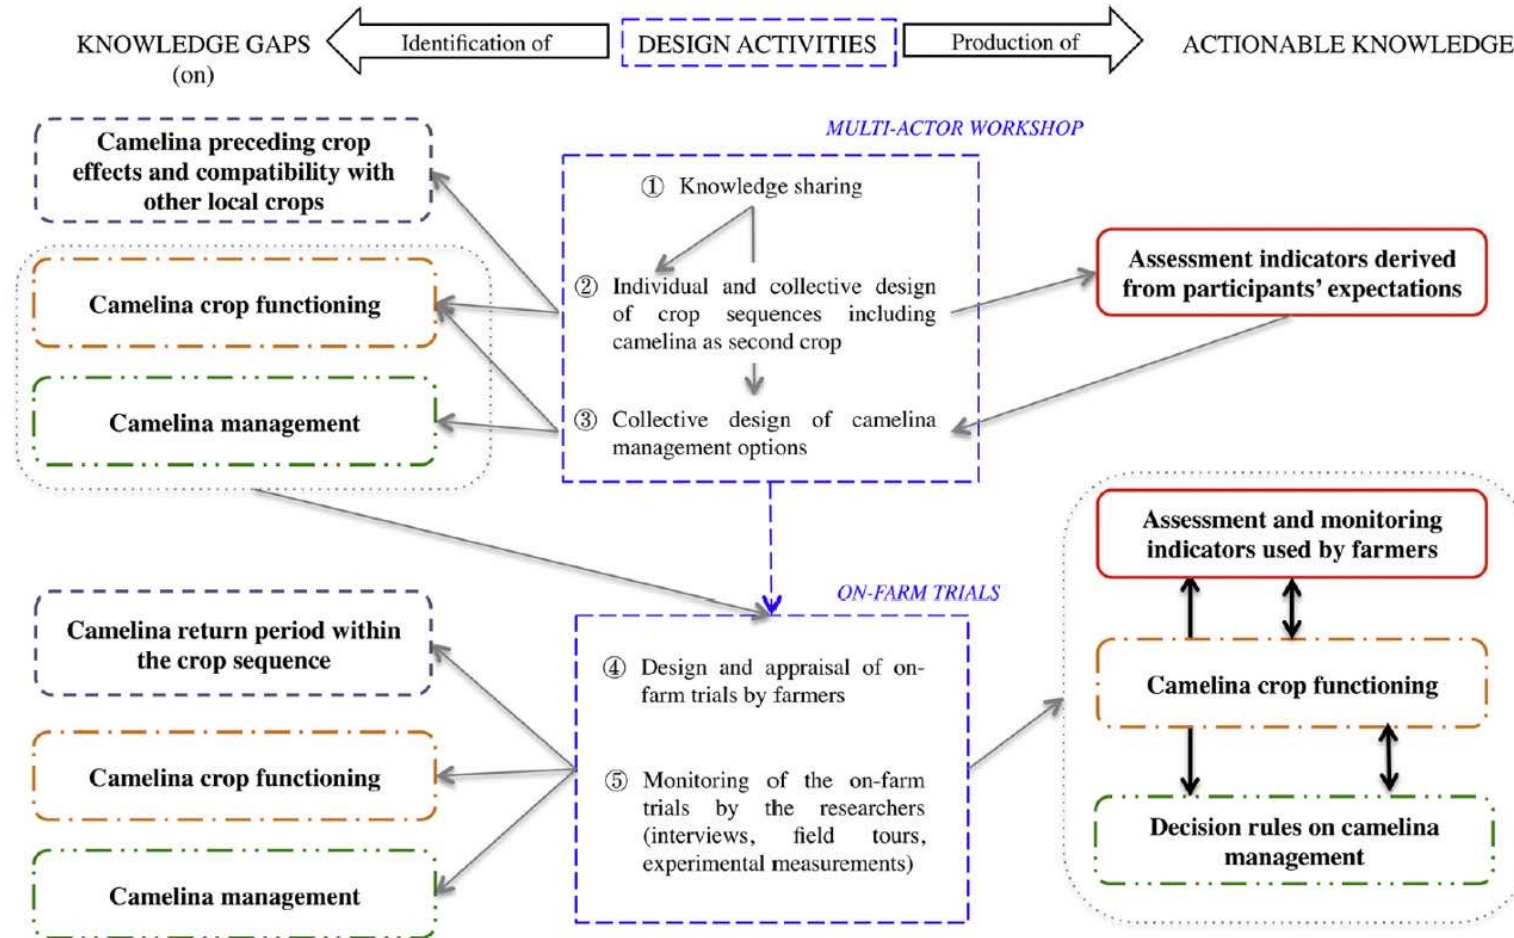 KNOWLEDGE GAPS
(on)
Identification of
DESIGN ACTIVITIES
Production of
ACTIONABLE KNOWLEDGE
Camelina preceding crop
effects and compatibility with
other local crops
Camelina crop functioning
Camelina management
MULTI-ACTOR WORKSHOP
① Knowledge sharing
② Individual and collective design
of crop sequences including
camelina as second crop
③ Collective design of camelina
management options
Assessment indicators derived
from participants' expectations
Camelina return period within
the crop sequence
Camelina crop functioning
Camelina management
ON-FARM TRIALS
④ Design and appraisal of on-
farm trials by farmers
⑤ Monitoring of the on-farm
trials by the researchers
(interviews, field tours,
experimental measurements)
Assessment and monitoring
indicators used by farmers
Camelina crop functioning
Decision rules on camelina
management